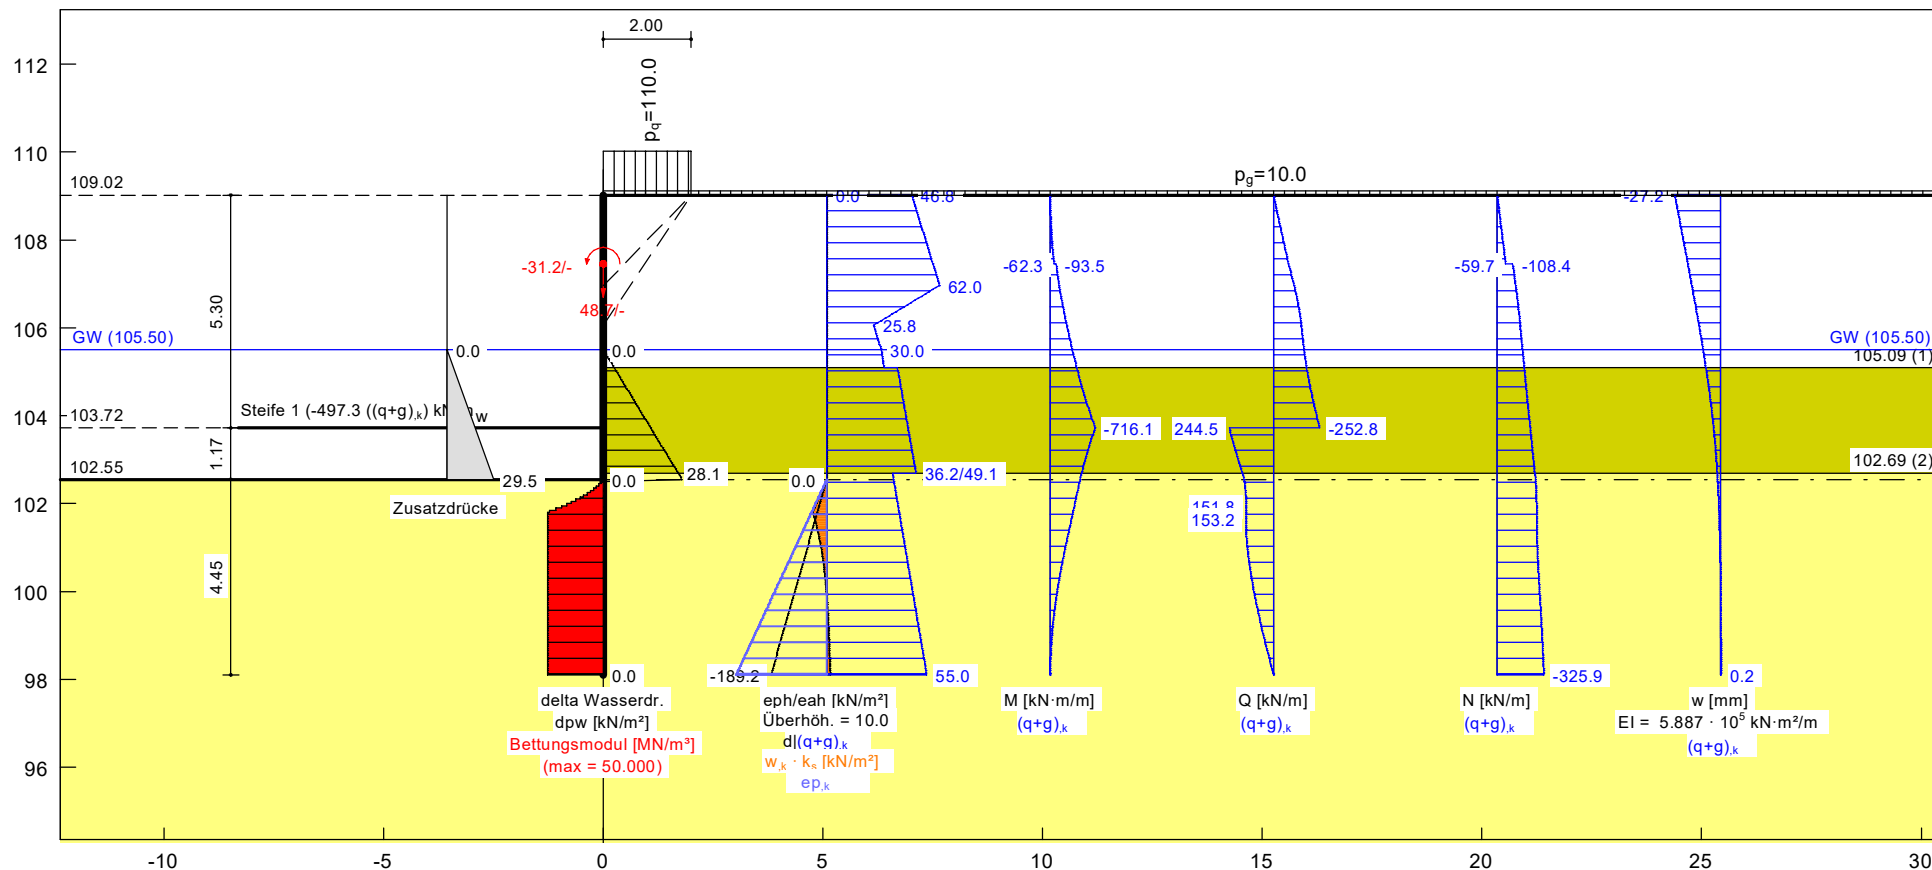 2.00
112
pq=110.0
110
109.02
pg=10.0
0.0
46.8
-27.2
108
-31.2/-
-62.3
-93.5
-59.7
-108.4
62.0
5.30
48.7/-
106
25.8
GW (105.50)
0.0
0.0
30.0
GW (105.50)
105.09 (1)
104
103.72
Steife 1 (-497.3 ((q+g),k)
w
-716.1
244.5
-252.8
1.17
102.55
29.5
0.0
28.1
0.0
36.2/49.1
102.69 (2)
102
Zusatzdrücke
151.8
153.2
4.45
100
98
0.0
-189.2
55.0
-325.9
0.2
delta Wasserdr.
dpw [kN/m²]
Bettungsmodul [MN/m³]
(max = 50.000)
eph/eah [kN/m²]
Überhöh. = 10.0
d|(q+g),k
w,k · ks [kN/m²]
ep,k
M [kN·m/m]
(q+g),k
Q [kN/m]
(q+g),k
N [kN/m]
(q+g),k
w [mm]
EI = 5.887 · 10⁵ kN·m²/m
(q+g),k
96
-10
-5
0
5
10
15
20
25
30